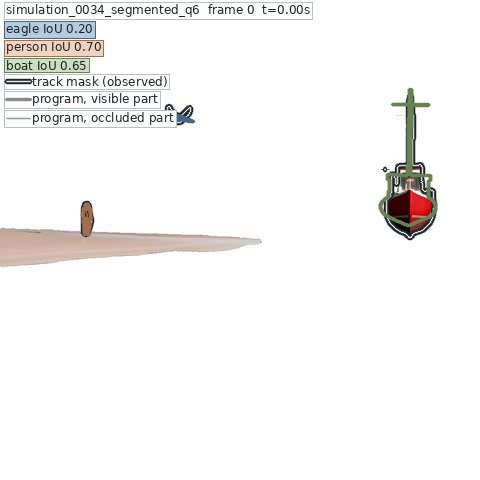 simulation_0034_segmented_q6 frame 0 t=0.00s
eagle IoU 0.20
person IoU 0.70
boat IoU 0.65
track mask (observed)
program, visible part
program, occluded part